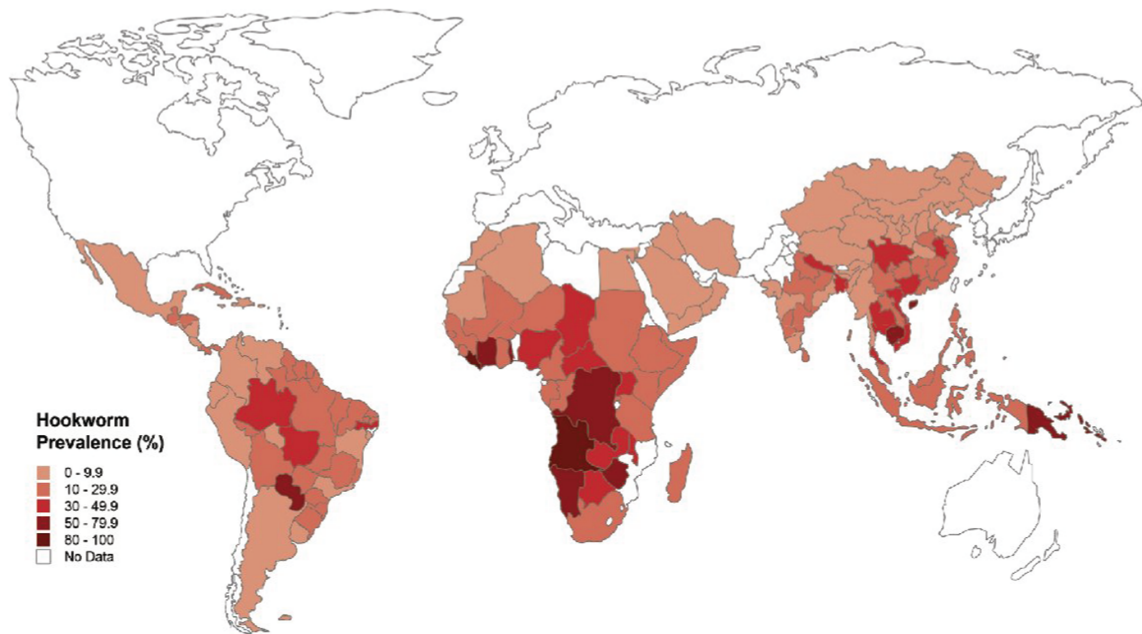 Hookworm
Prevalence (%)
0 - 9.9
10 - 29.9
30 - 49.9
50 - 79.9
80 - 100
No Data